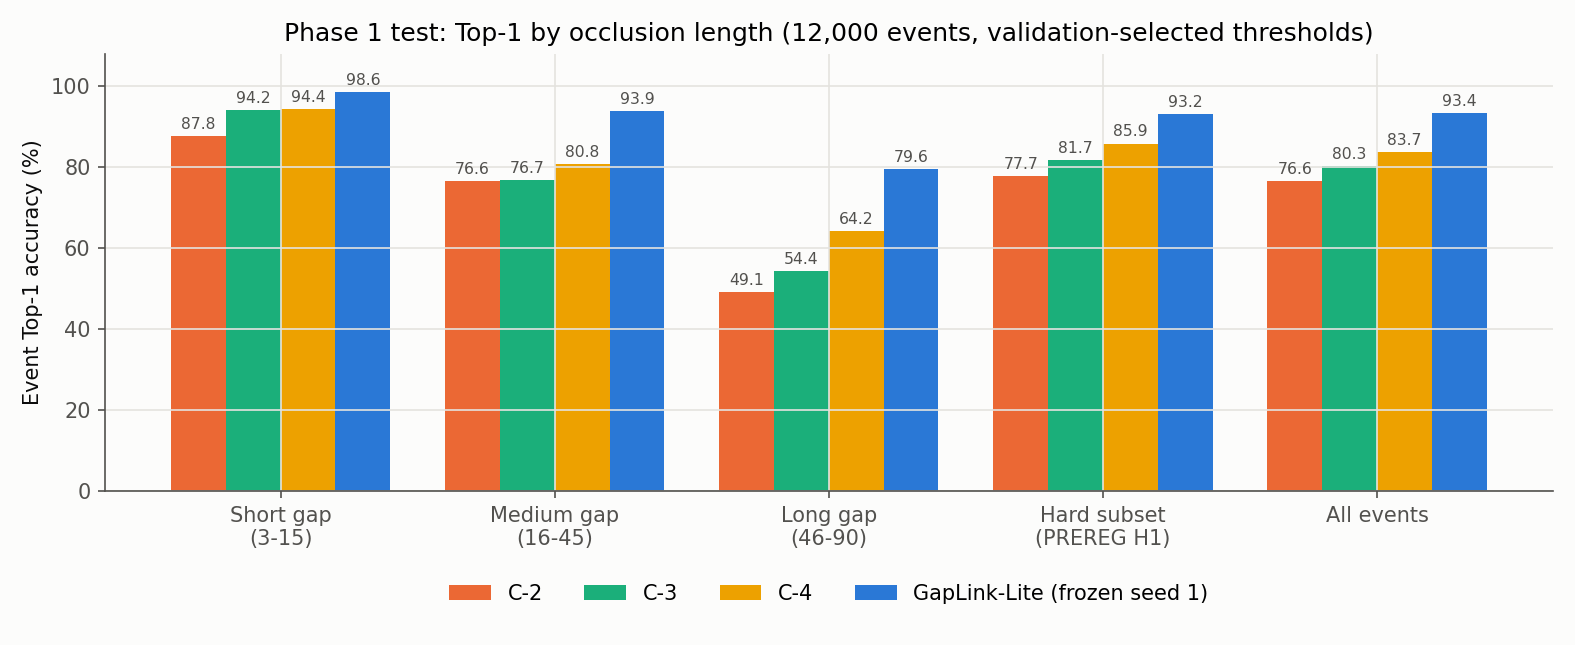 Phase 1 test: Top-1 by occlusion length (12,000 events, validation-selected thresholds)
Event Top-1 accuracy (%)
100
80
60
40
20
0
87.8
94.2
94.4
98.6
76.6
76.7
80.8
93.9
49.1
54.4
64.2
79.6
77.7
81.7
85.9
93.2
76.6
80.3
83.7
93.4
Short gap
(3-15)
Medium gap
(16-45)
Long gap
(46-90)
Hard subset
(PREREG H1)
All events
C-2
C-3
C-4
GapLink-Lite (frozen seed 1)